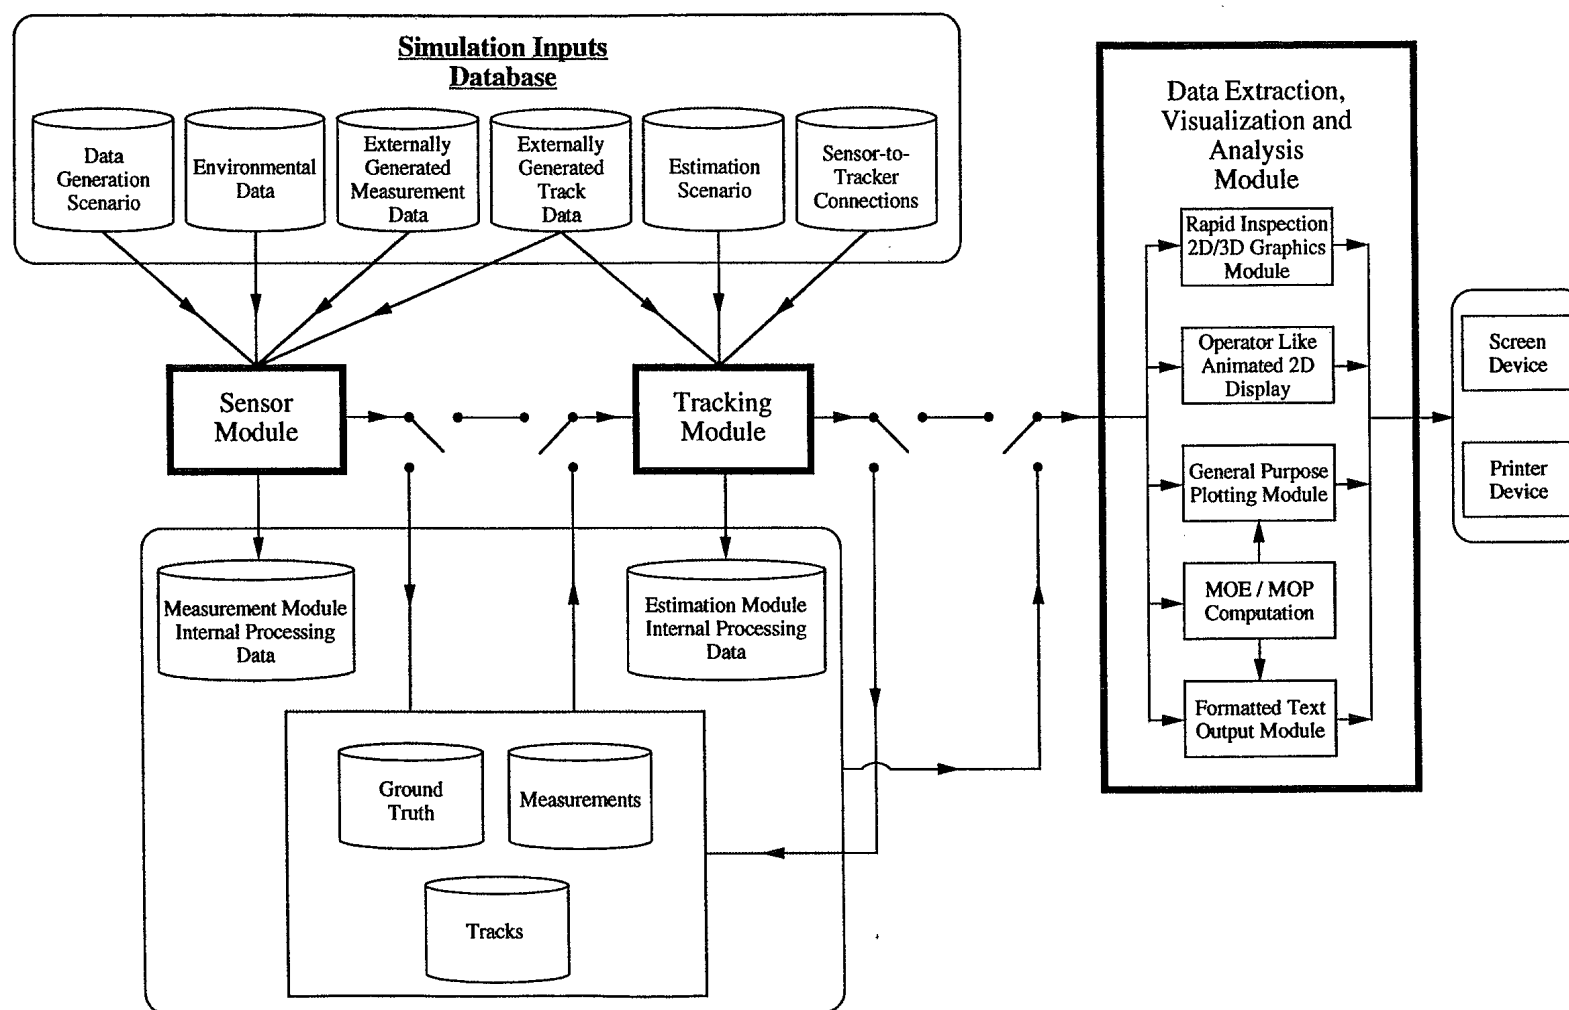 Simulation Inputs
Database
Data
Generation
Scenario
Environmental
Data
Externally
Generated
Measurement
Data
Externally
Generated
Track
Data
Estimation
Scenario
Sensor-to-
Tracker
Connections
Data Extraction,
Visualization and
Analysis
Module
Rapid Inspection
2D/3D Graphics
Module
Operator Like
Animated 2D
Display
General Purpose
Plotting Module
MOE / MOP
Computation
Formatted Text
Output Module
Screen
Device
Printer
Device
Sensor
Module
Tracking
Module
Measurement Module
Internal Processing
Data
Estimation Module
Internal Processing
Data
Ground
Truth
Measurements
Tracks